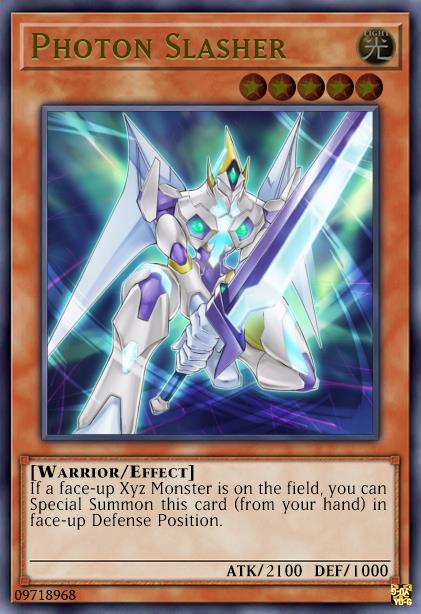 Photon Slasher
LIGHT
光
[Warrior/Effect]
If a face-up Xyz Monster is on the field, you can
Special Summon this card (from your hand) in
face-up Defense Position.
ATK/2100 DEF/1000
09718968